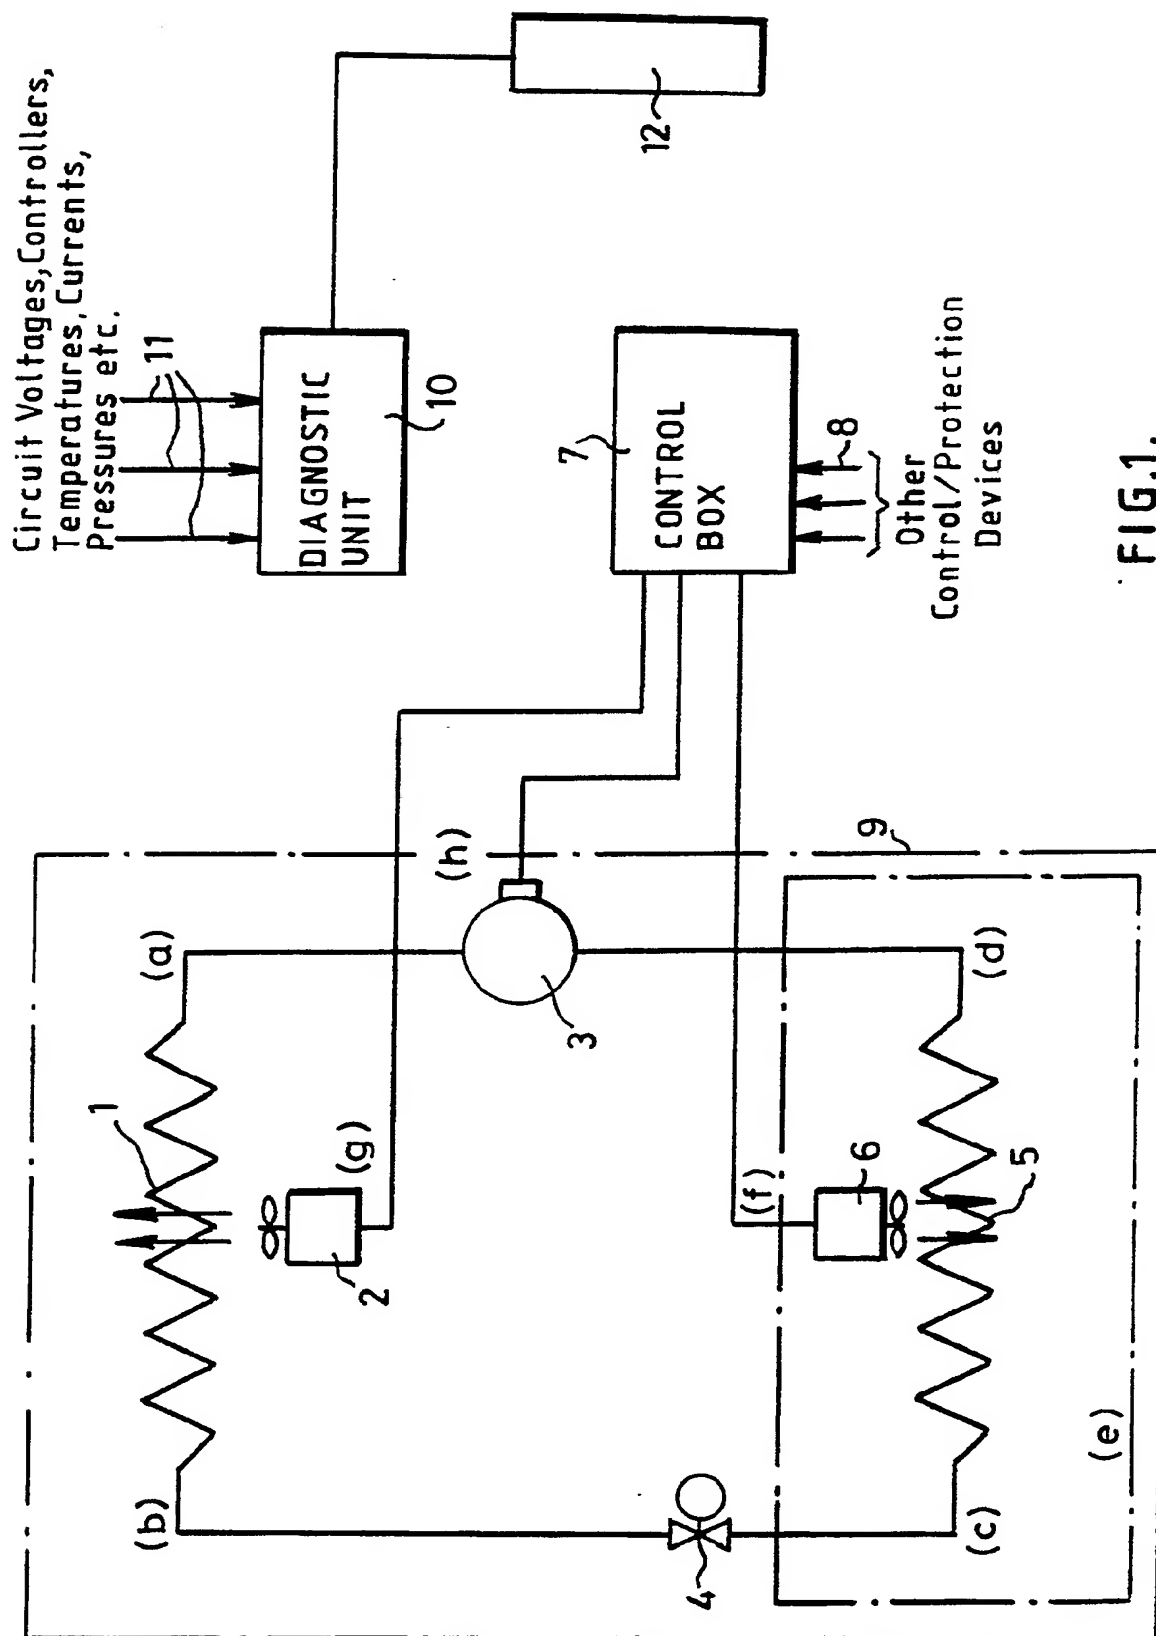 Circuit Voltages, Controllers,
Temperatures, Currents,
Pressures etc.
11
DIAGNOSTIC
UNIT
10
12
7
CONTROL
BOX
8
Other
Control/Protection
Devices
9
(h)
(a)
3
(d)
1
(g)
2
(f)
6
5
(b)
4
(c)
(e)
FIG.1.